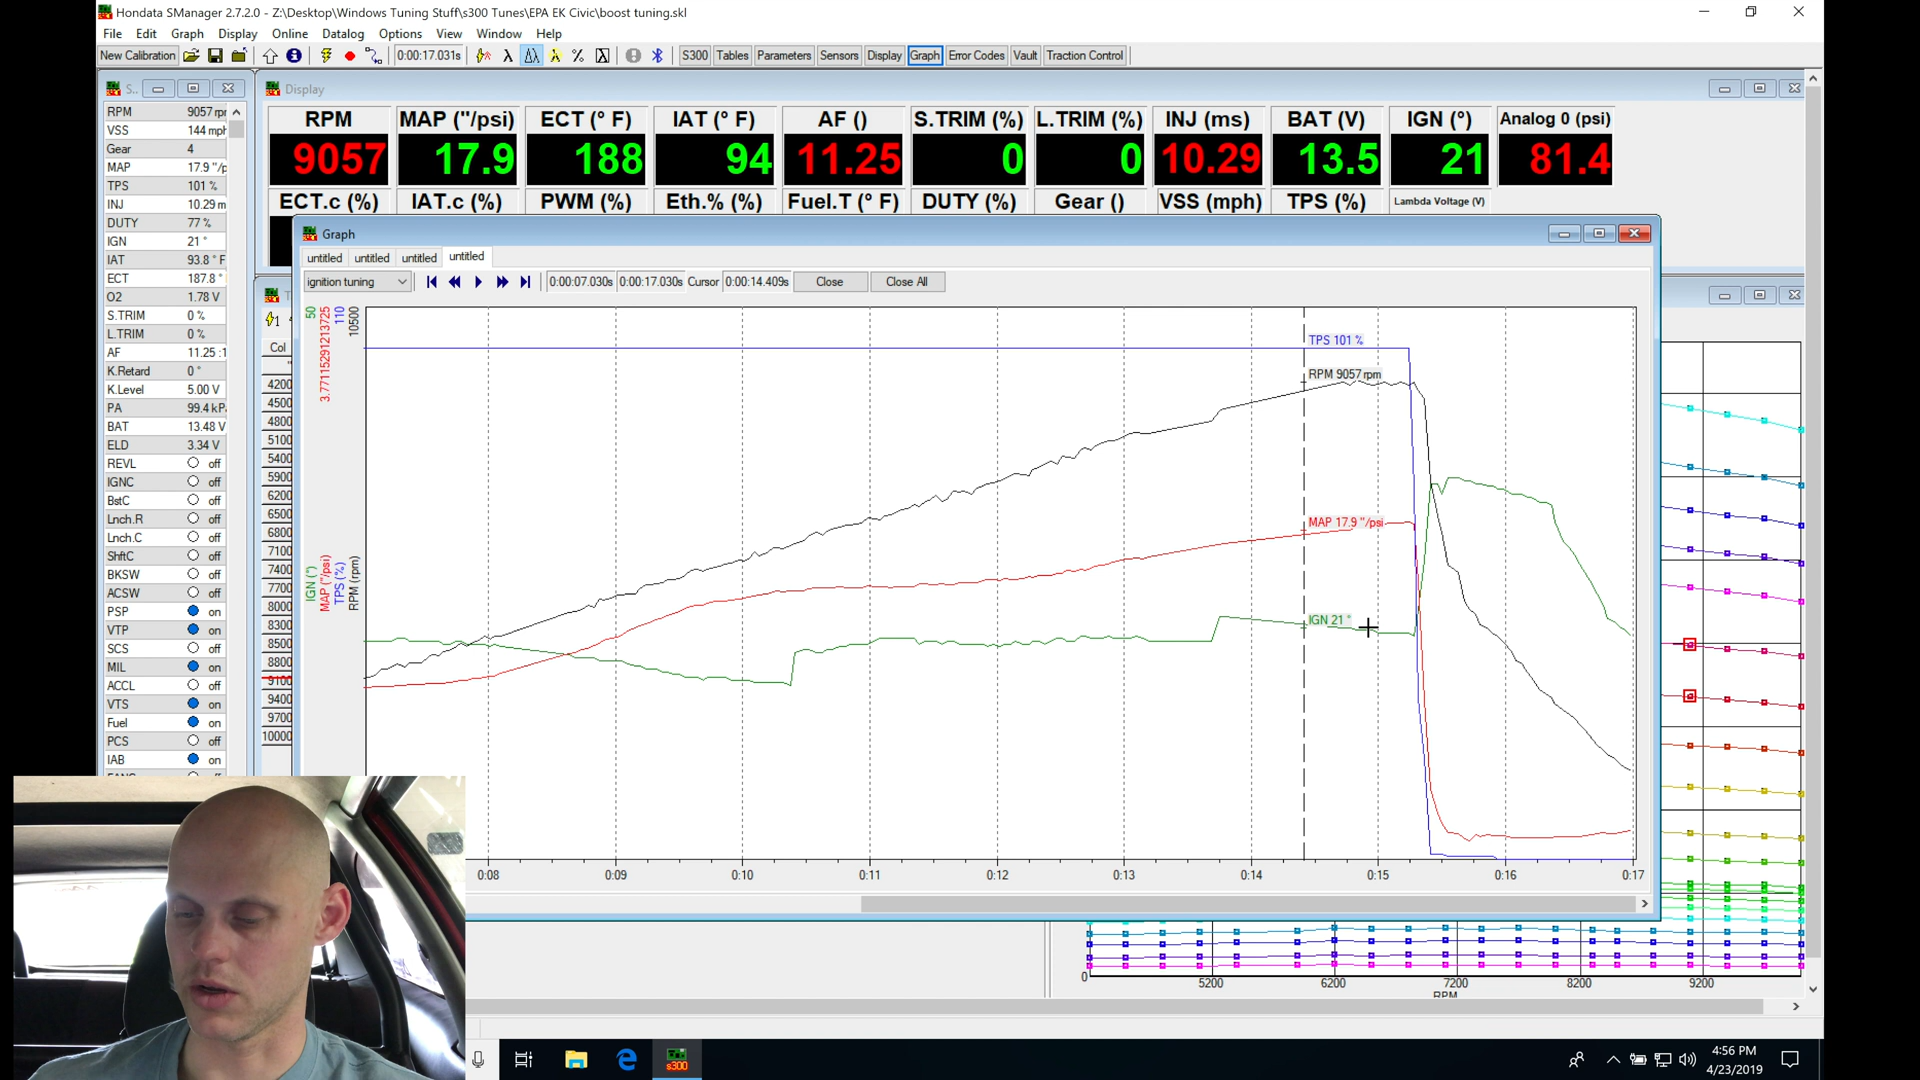 Hondata SManager 2.7.2.0 - Z:\Desktop\Windows Tuning Stuff\s300 Tunes\EPA EK Civic\boost tuning.skl
File Edit Graph Display Online Datalog Options View Window Help
New Calibration 0:00:17.031s S300 Tables Parameters Sensors Display Graph Error Codes Vault Traction Control
S..
Display
RPM 9057 rpm
VSS 144 mph
Gear 4
MAP 17.9 "/p
TPS 101 %
INJ 10.29 m
DUTY 77 %
IGN 21 °
IAT 93.8 ° F
ECT 187.8 °
O2 1.78 V
S.TRIM 0 %
L.TRIM 0 %
AF 11.25 :1
K.Retard 0 °
K.Level 5.00 V
PA 99.4 kPa
BAT 13.48 V
ELD 3.34 V
REVL off
IGNC off
BstC off
Lnch.R off
Lnch.C off
ShftC off
BKSW off
ACSW off
PSP on
VTP on
SCS off
MIL on
ACCL off
VTS on
Fuel on
PCS off
IAB on
RPM MAP ("/psi) ECT (° F) IAT (° F) AF () S.TRIM (%) L.TRIM (%) INJ (ms) BAT (V) IGN (°) Analog 0 (psi)
9057 17.9 188 94 11.25 0 0 10.29 13.5 21 81.4
ECT.c (%) IAT.c (%) PWM (%) Eth.% (%) Fuel.T (° F) DUTY (%) Gear () VSS (mph) TPS (%) Lambda Voltage (V)
Graph
untitled untitled untitled untitled
ignition tuning 0:00:07.030s 0:00:17.030s Cursor 0:00:14.409s Close Close All
50
3.7711529121 3725
110
10500
IGN (°)
MAP ("/psi)
TPS (%)
RPM (rpm)
TPS 101 %
RPM 9057 rpm
MAP 17.9 "/psi
IGN 21 °
0:08 0:09 0:10 0:11 0:12 0:13 0:14 0:15 0:16 0:17
Col
4200
4500
4800
5100
5400
5900
6200
6500
6800
7100
7400
7700
8000
8300
8500
8800
9100
9400
9700
10000
0
5200 6200 7200 8200 9200
RPM
s300
4:56 PM
4/23/2019